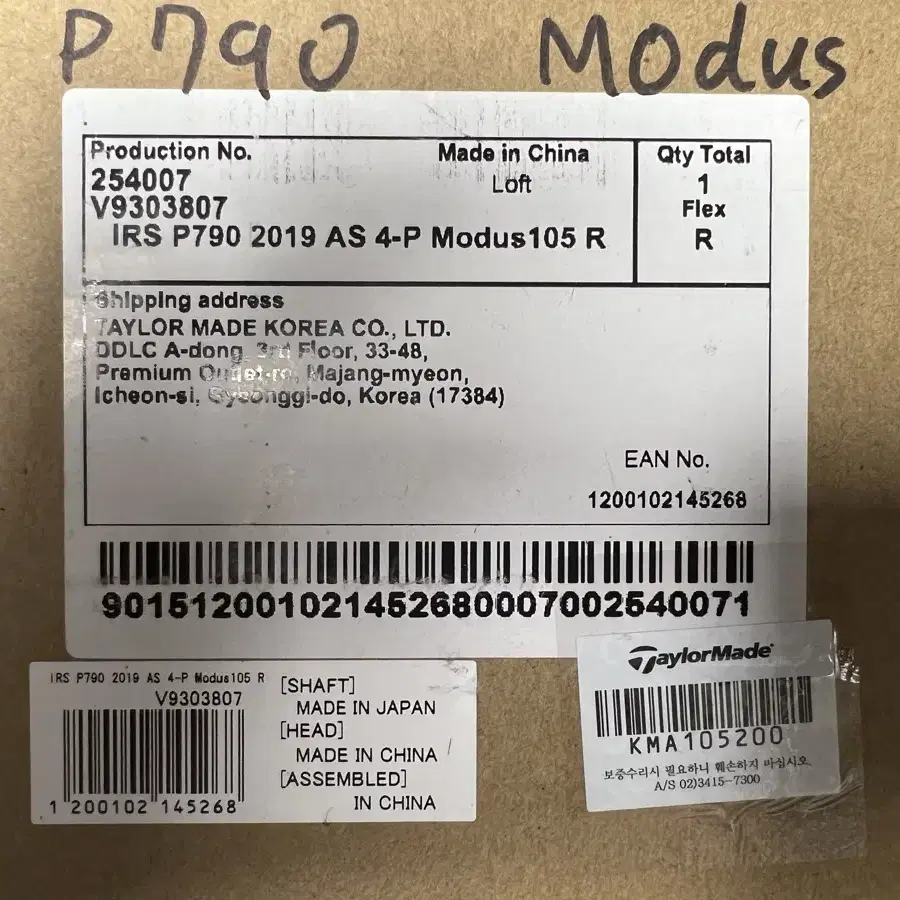 P790 Modus
Production No.
Made in China
Qty Total
254007
Loft
1
V9303807
Flex
IRS P790 2019 AS 4-P Modus105 R
R
Shipping address
TAYLOR MADE KOREA CO., LTD.
DDLC A-dong, 3rd Floor, 33-48,
Premium Outlet-ro, Majang-myeon,
Icheon-si, Gyeonggi-do, Korea (17384)
EAN No.
1200102145268
901512001021452680007002540071
IRS P790 2019 AS 4-P Modus105 R
V9303807
1 200102 145268
[SHAFT]
MADE IN JAPAN
[HEAD]
MADE IN CHINA
[ASSEMBLED]
IN CHINA
TaylorMade
KMA105200
보증수리시 필요하니 훼손하지 마십시오
A/S 02)3415-7300